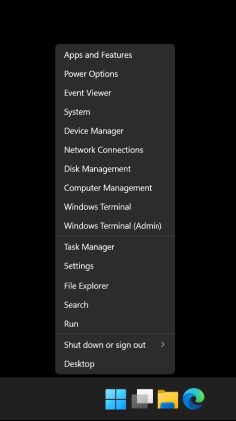 Apps and Features
Power Options
Event Viewer
System
Device Manager
Network Connections
Disk Management
Computer Management
Windows Terminal
Windows Terminal (Admin)
Task Manager
Settings
File Explorer
Search
Run
Shut down or sign out
Desktop